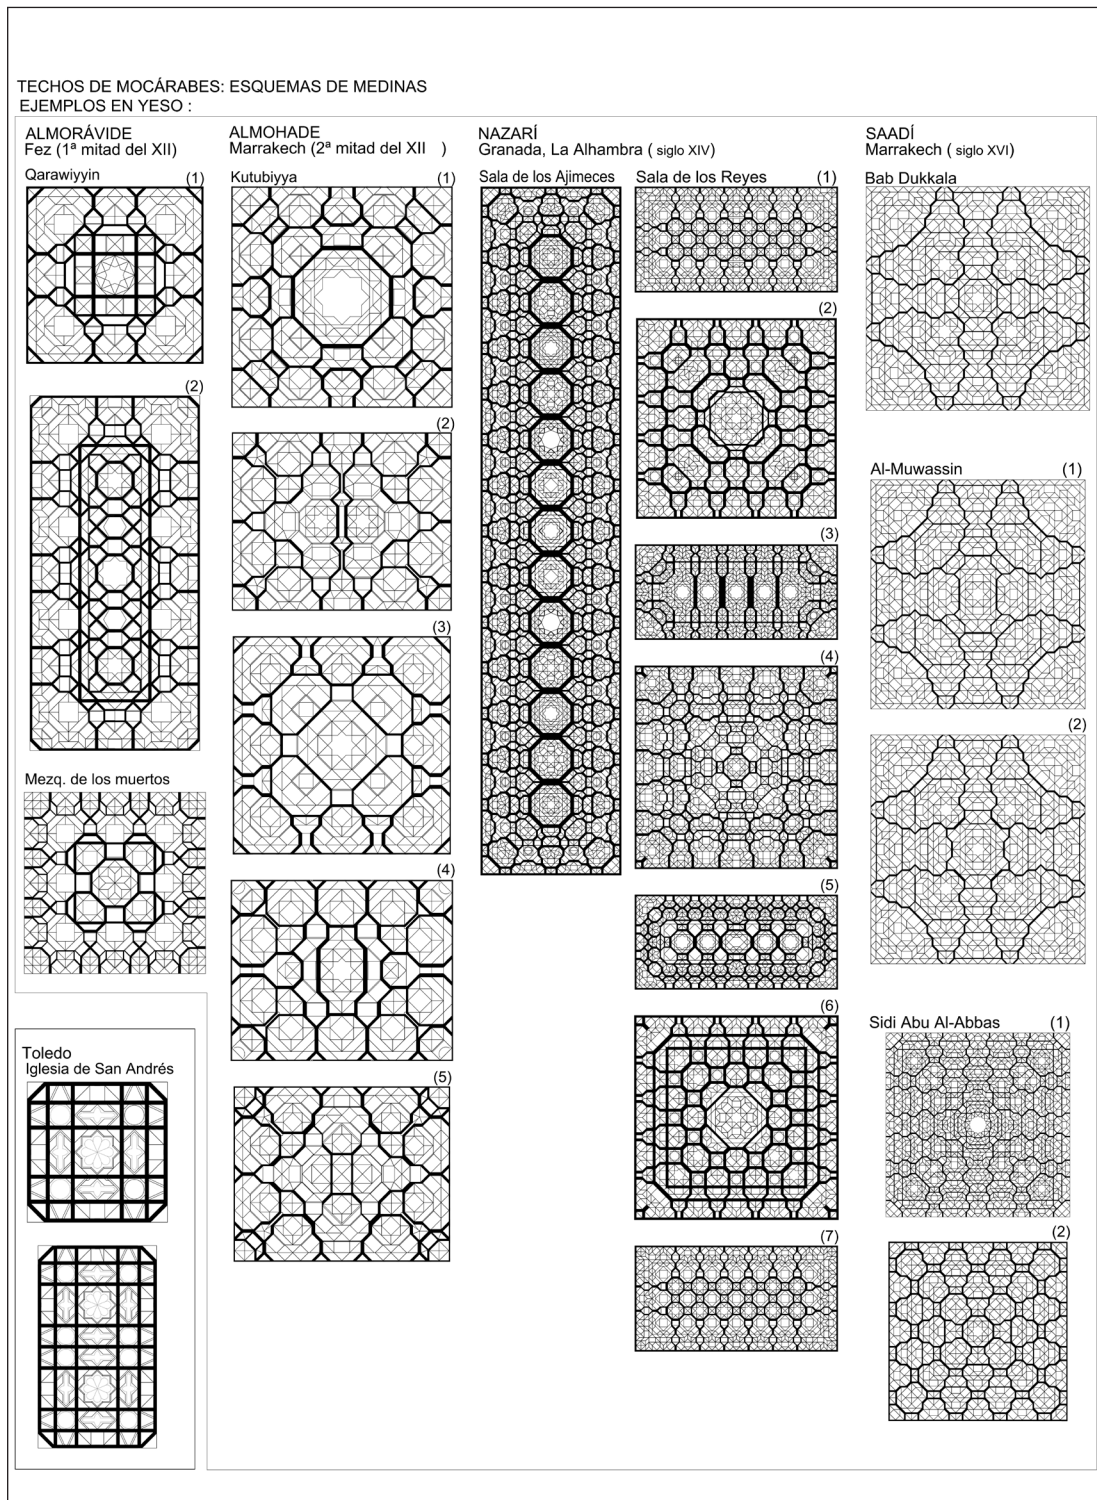 TECHOS DE MOCÁRABES: ESQUEMAS DE MEDINAS
EJEMPLOS EN YESO :
ALMORÁVIDE
Fez (1ª mitad del XII)
Qarawiyyin
(1)
(2)
Mezq. de los muertos
Toledo
Iglesia de San Andrés
ALMOHADE
Marrakech (2ª mitad del XII )
Kutubiyya
(1)
(2)
(3)
(4)
(5)
NAZARÍ
Granada, La Alhambra ( siglo XIV)
Sala de los Ajimeces
Sala de los Reyes
(1)
(2)
(3)
(4)
(5)
(6)
(7)
SAADÍ
Marrakech ( siglo XVI)
Bab Dukkala
Al-Muwassin
(1)
(2)
Sidi Abu Al-Abbas
(1)
(2)